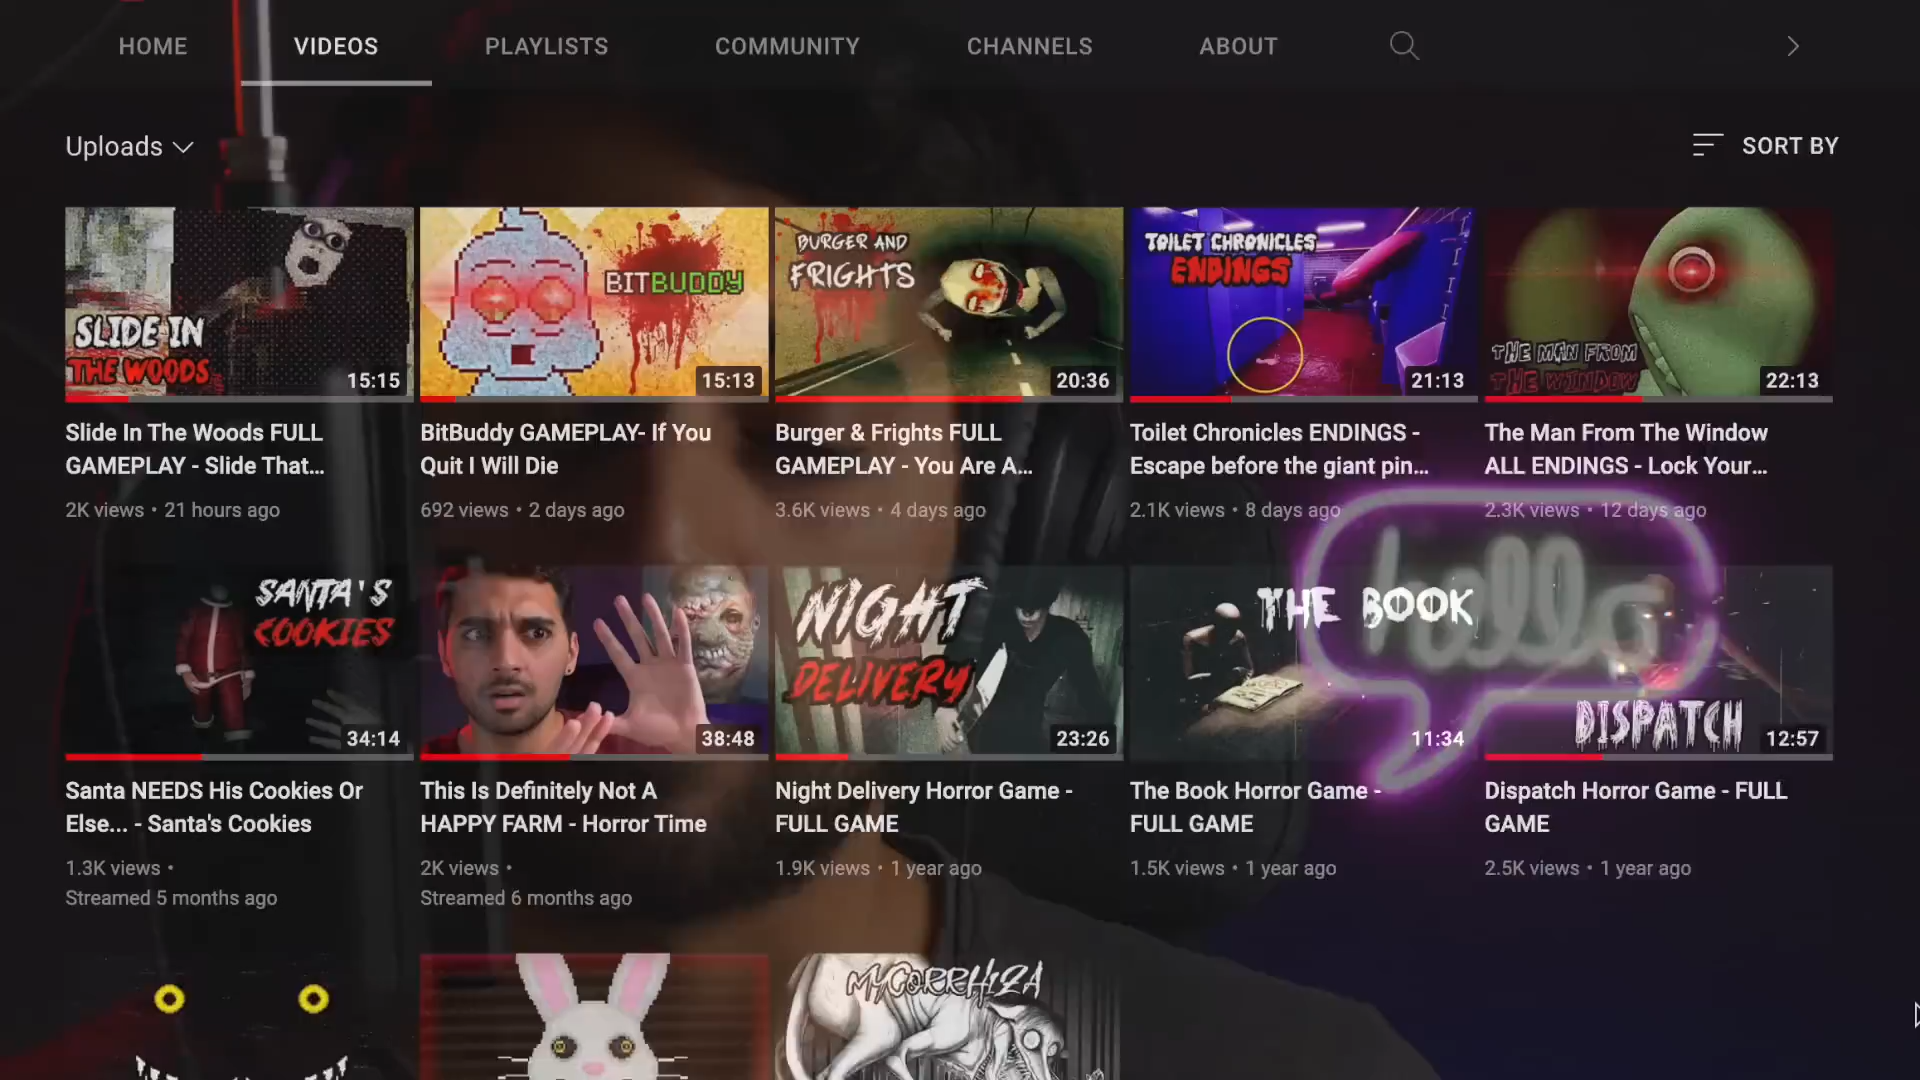 HOME VIDEOS PLAYLISTS COMMUNITY CHANNELS ABOUT
Uploads
SORT BY
SLIDE IN
THE WOODS
15:15
BITBUDDY
15:13
BURGER AND
FRIGHTS
20:36
TOILET CHRONICLES
ENDINGS
21:13
THE MAN FROM
THE WINDOW
22:13
Slide In The Woods FULL
GAMEPLAY - Slide That...
2K views • 21 hours ago
BitBuddy GAMEPLAY- If You
Quit I Will Die
692 views • 2 days ago
Burger & Frights FULL
GAMEPLAY - You Are A...
3.6K views • 4 days ago
Toilet Chronicles ENDINGS -
Escape before the giant pin...
2.1K views • 8 days ago
The Man From The Window
ALL ENDINGS - Lock Your...
2.3K views • 12 days ago
SANTA'S
COOKIES
34:14
38:48
NIGHT
DELIVERY
23:26
THE BOOK
11:34
hello
DISPATCH
12:57
Santa NEEDS His Cookies Or
Else... - Santa's Cookies
1.3K views •
Streamed 5 months ago
This Is Definitely Not A
HAPPY FARM - Horror Time
2K views •
Streamed 6 months ago
Night Delivery Horror Game -
FULL GAME
1.9K views • 1 year ago
The Book Horror Game -
FULL GAME
1.5K views • 1 year ago
Dispatch Horror Game - FULL
GAME
2.5K views • 1 year ago
MYCORRHIZA